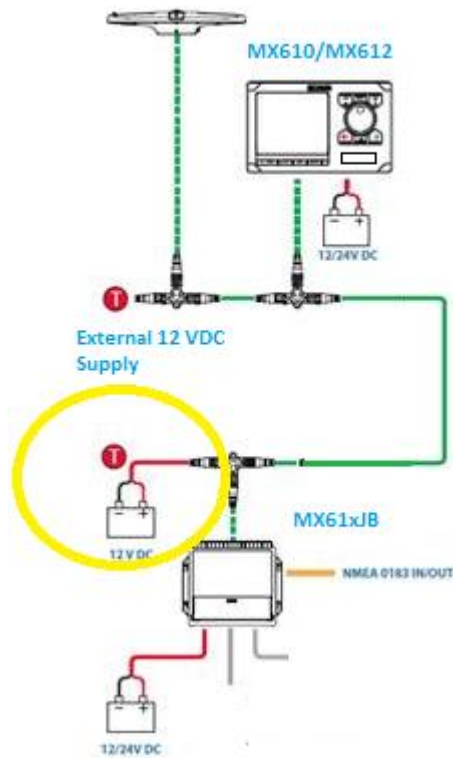 MX610/MX612
- +
12/24V DC
T
External 12 VDC
Supply
T
- +
12 V DC
MX61xJB
NMEA 0183 IN/OUT
- +
12/24V DC